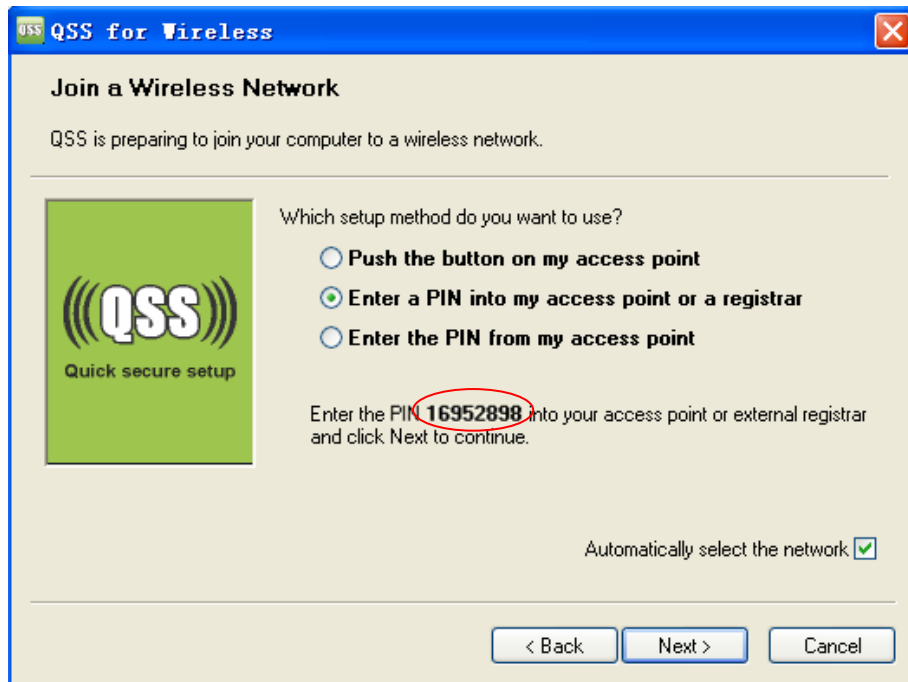 QSS QSS for Wireless
Join a Wireless Network
QSS is preparing to join your computer to a wireless network.
Which setup method do you want to use?
Push the button on my access point
Enter a PIN into my access point or a registrar
Enter the PIN from my access point
(((QSS)))
Quick secure setup
Enter the PIN 16952898 into your access point or external registrar
and click Next to continue.
Automatically select the network
< Back Next > Cancel